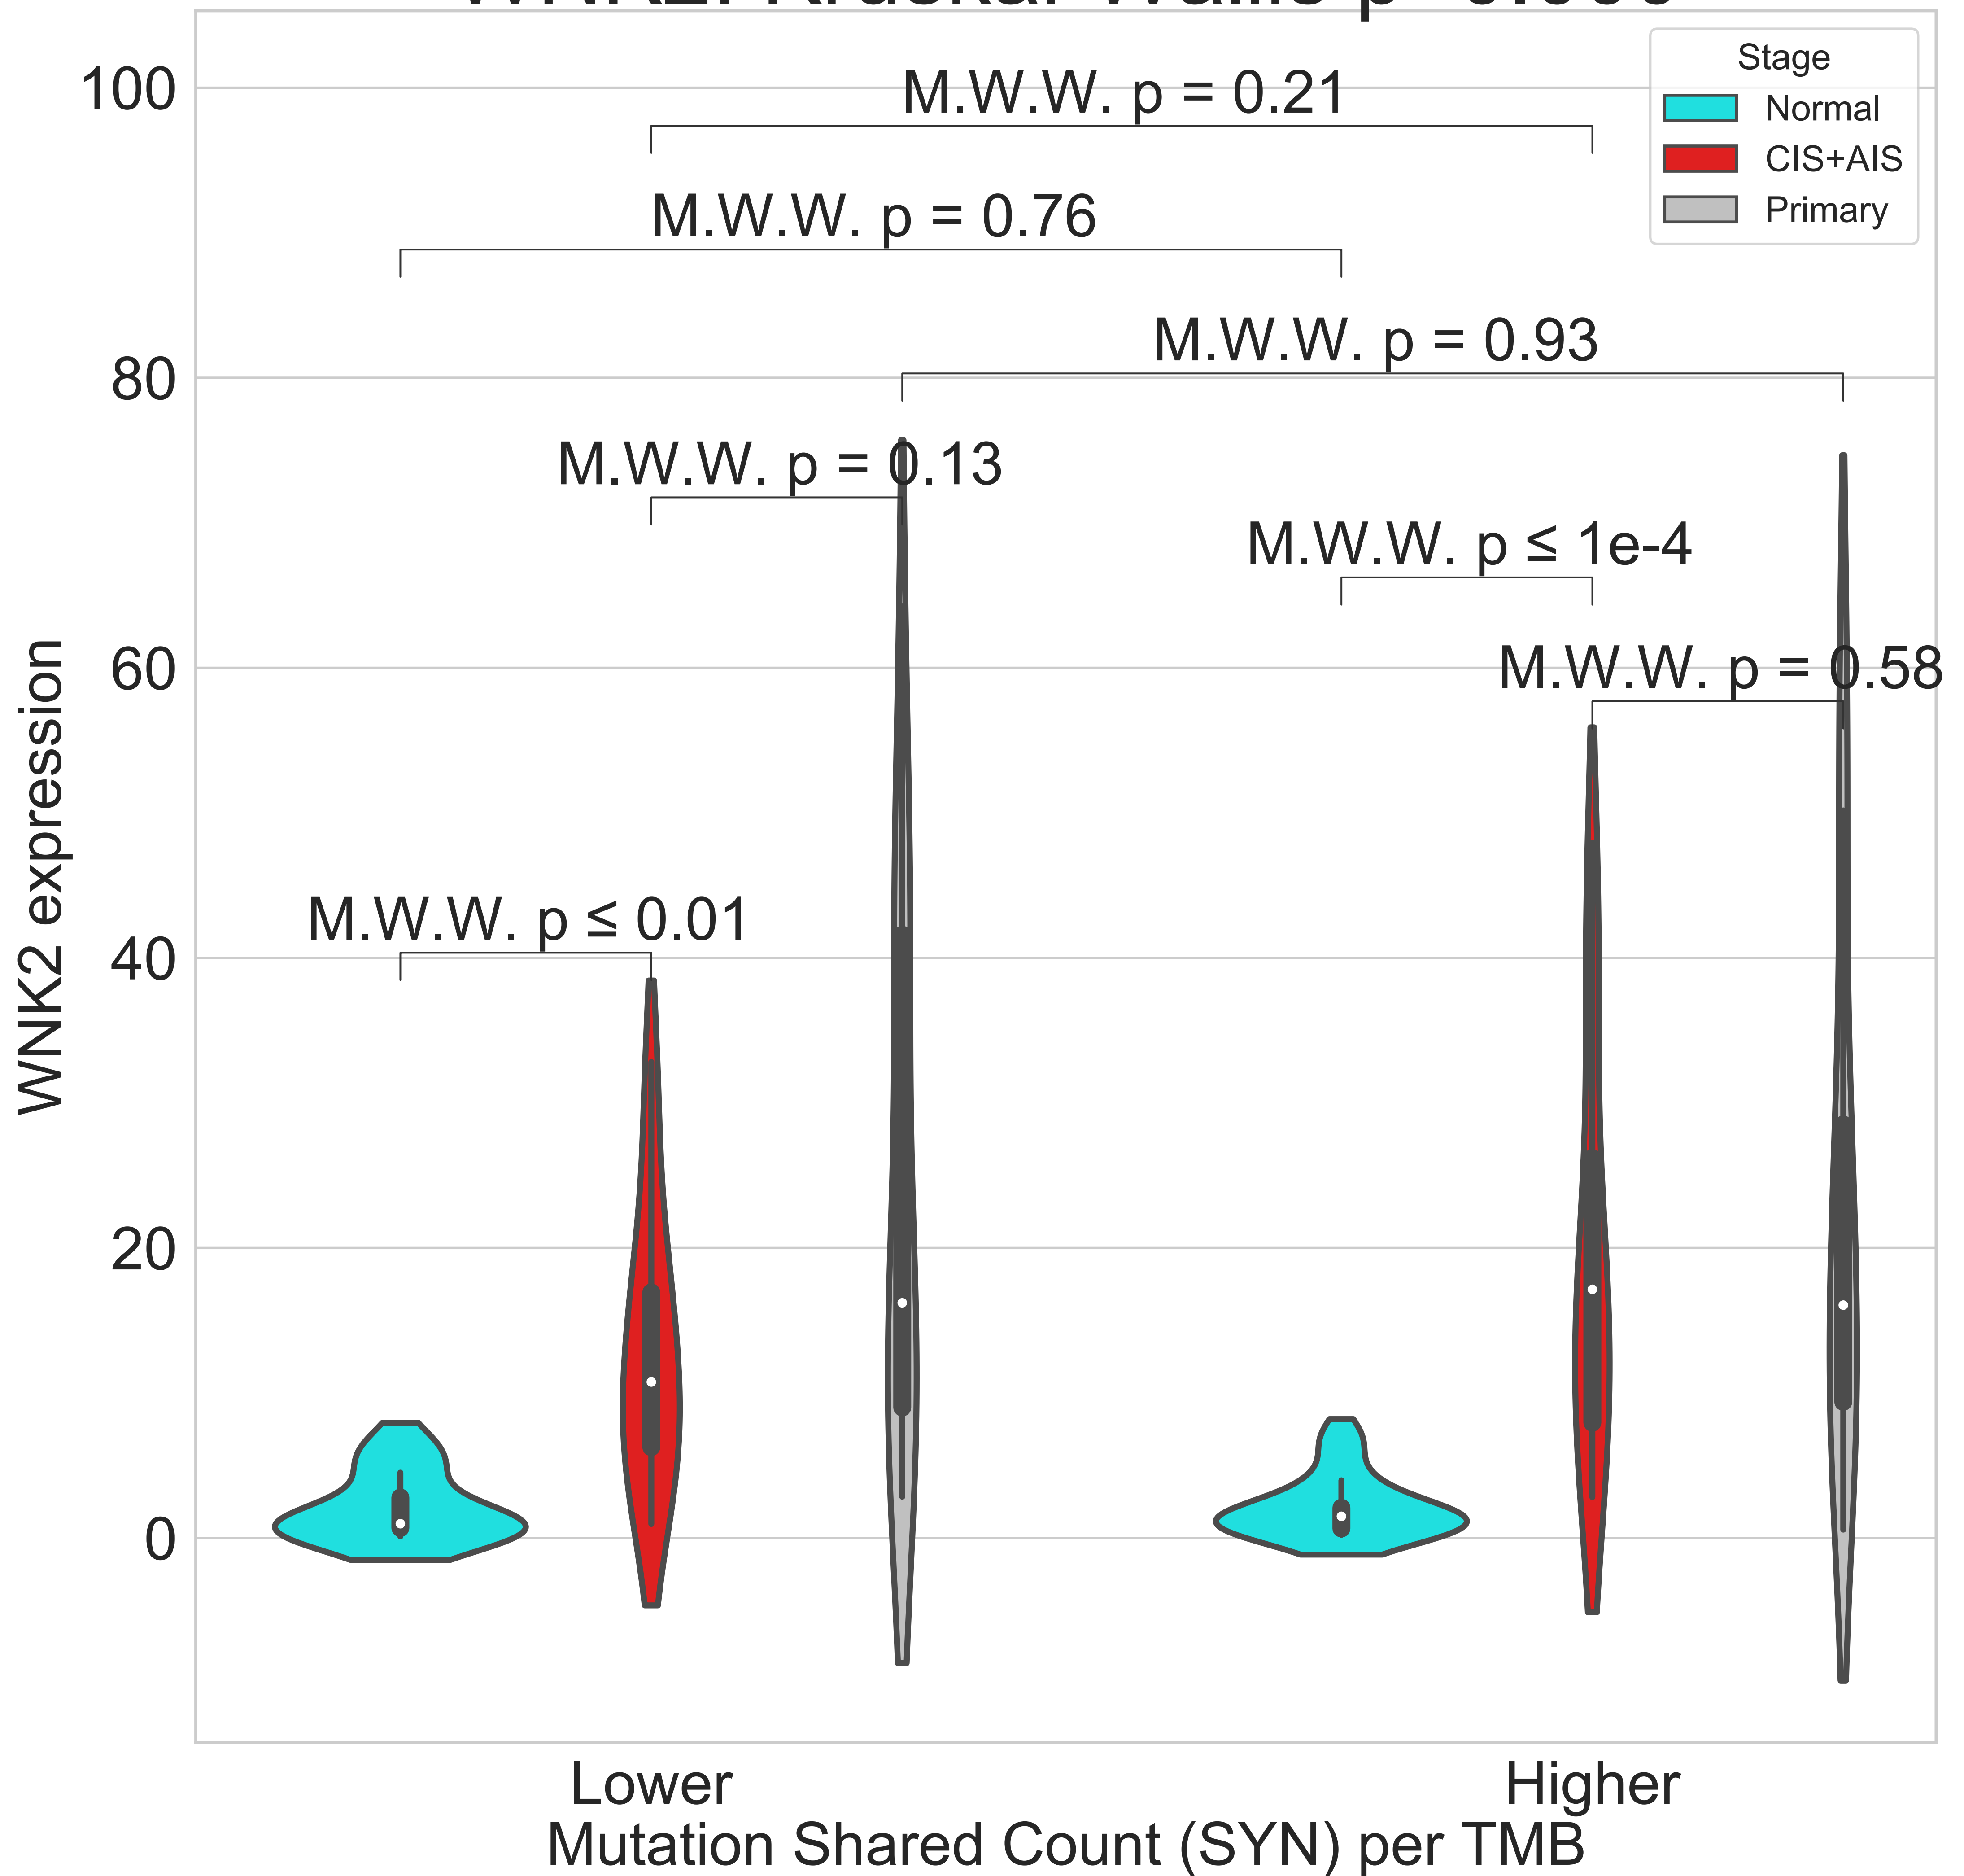 Stage
Normal
CIS+AIS
Primary
M.W.W. p = 0.21
M.W.W. p = 0.76
M.W.W. p = 0.93
M.W.W. p = 0.13
M.W.W. p ≤ 1e-4
M.W.W. p = 0.58
M.W.W. p ≤ 0.01
100
80
60
40
20
0
WNK2 expression
Lower
Higher
Mutation Shared Count (SYN) per TMB